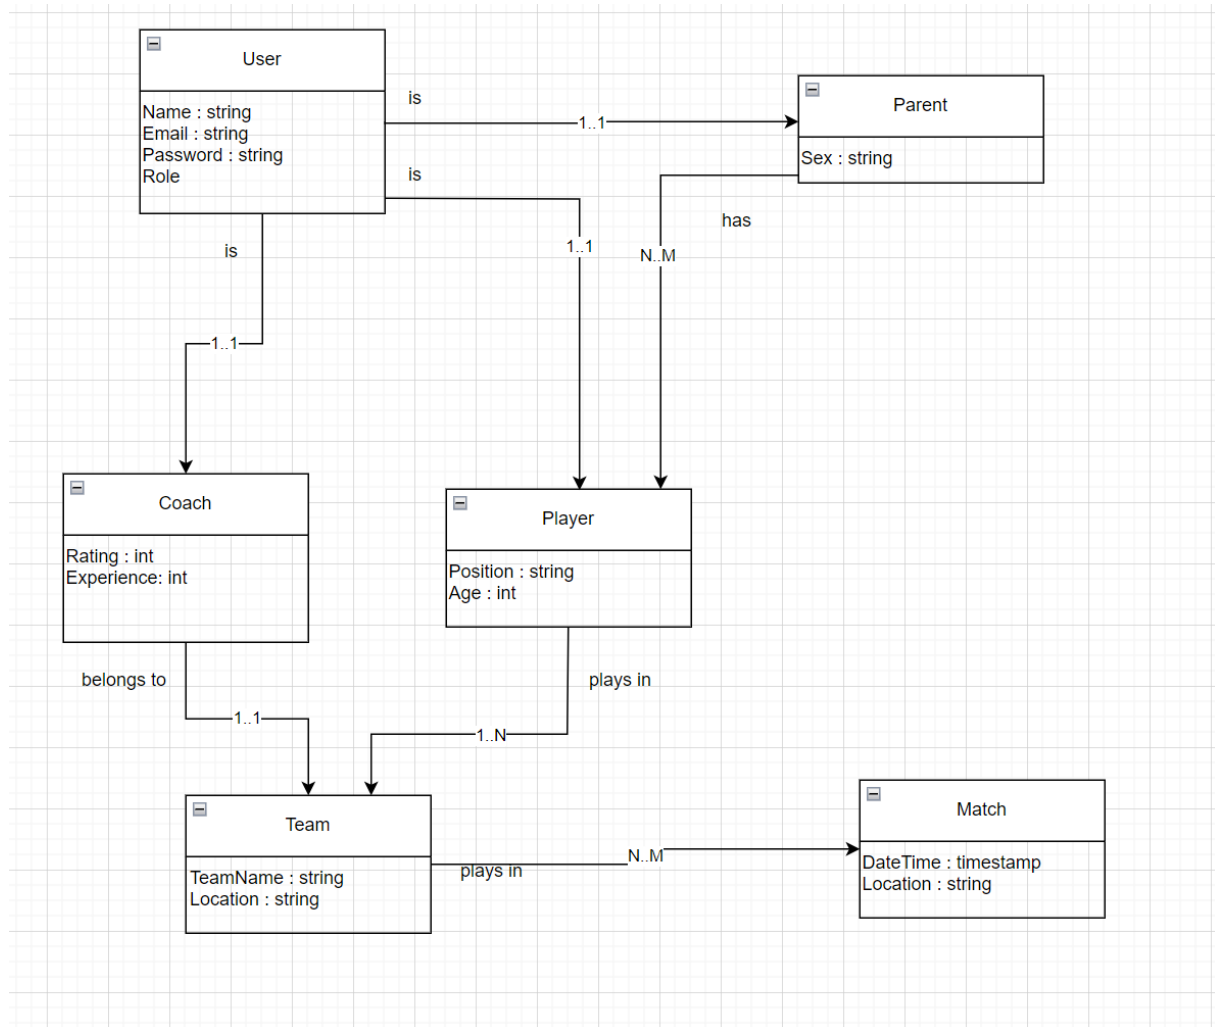 User
Name : string
Email : string
Password : string
Role
is
1..1
Parent
Sex : string
is
1..1
has
N..M
is
1..1
Coach
Rating : int
Experience: int
Player
Position : string
Age : int
belongs to
1..1
plays in
1..N
Team
TeamName : string
Location : string
plays in
N..M
Match
DateTime : timestamp
Location : string